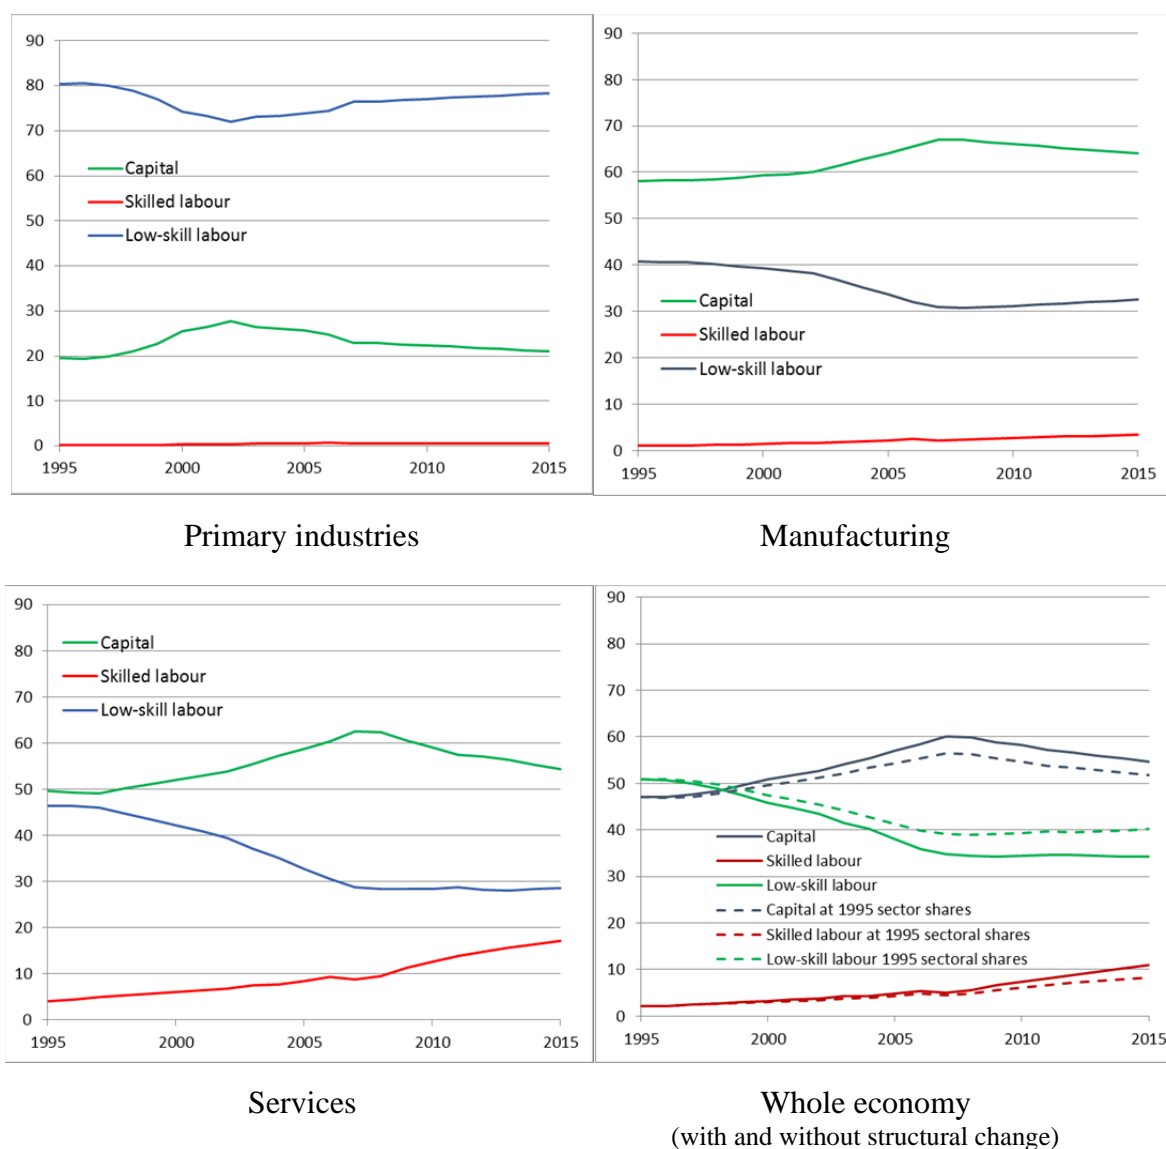 90
80
70
60
50
40
30
20
10
0
Capital
Skilled labour
Low-skill labour
1995 2000 2005 2010 2015
Primary industries
90
80
70
60
50
40
30
20
10
0
Capital
Skilled labour
Low-skill labour
1995 2000 2005 2010 2015
Manufacturing
90
80
70
60
50
40
30
20
10
0
Capital
Skilled labour
Low-skill labour
1995 2000 2005 2010 2015
Services
90
80
70
60
50
40
30
20
10
0
Capital
Skilled labour
Low-skill labour
Capital at 1995 sector shares
Skilled labour at 1995 sectoral shares
Low-skill labour 1995 sectoral shares
1995 2000 2005 2010 2015
Whole economy
(with and without structural change)